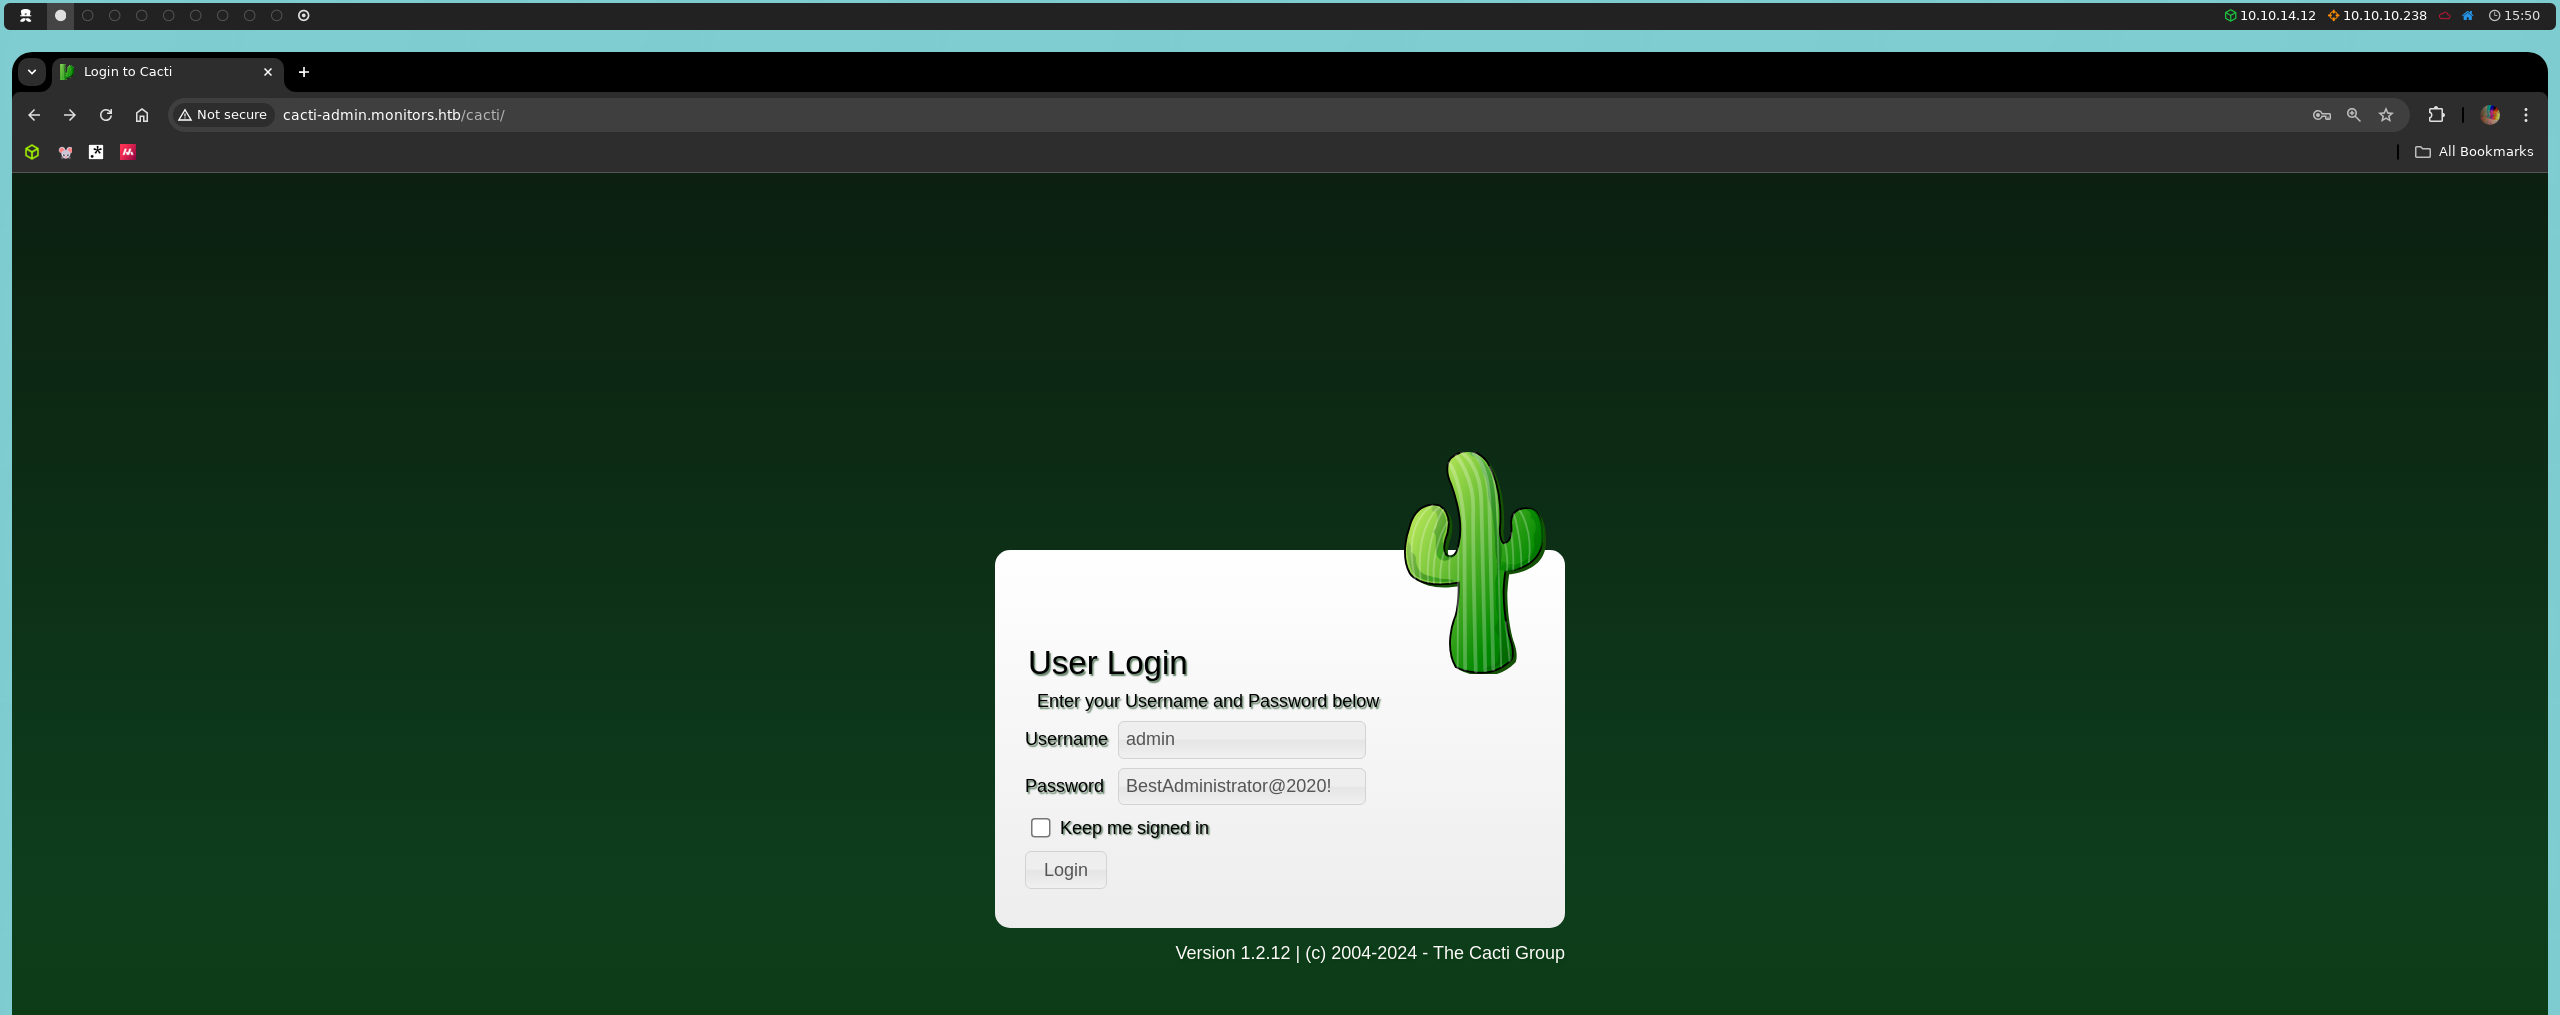 10.10.14.12 10.10.10.238 15:50
Login to Cacti
Not secure cacti-admin.monitors.htb/cacti/
All Bookmarks
User Login
Enter your Username and Password below
Username admin
Password BestAdministrator@2020!
Keep me signed in
Login
Version 1.2.12 | (c) 2004-2024 - The Cacti Group